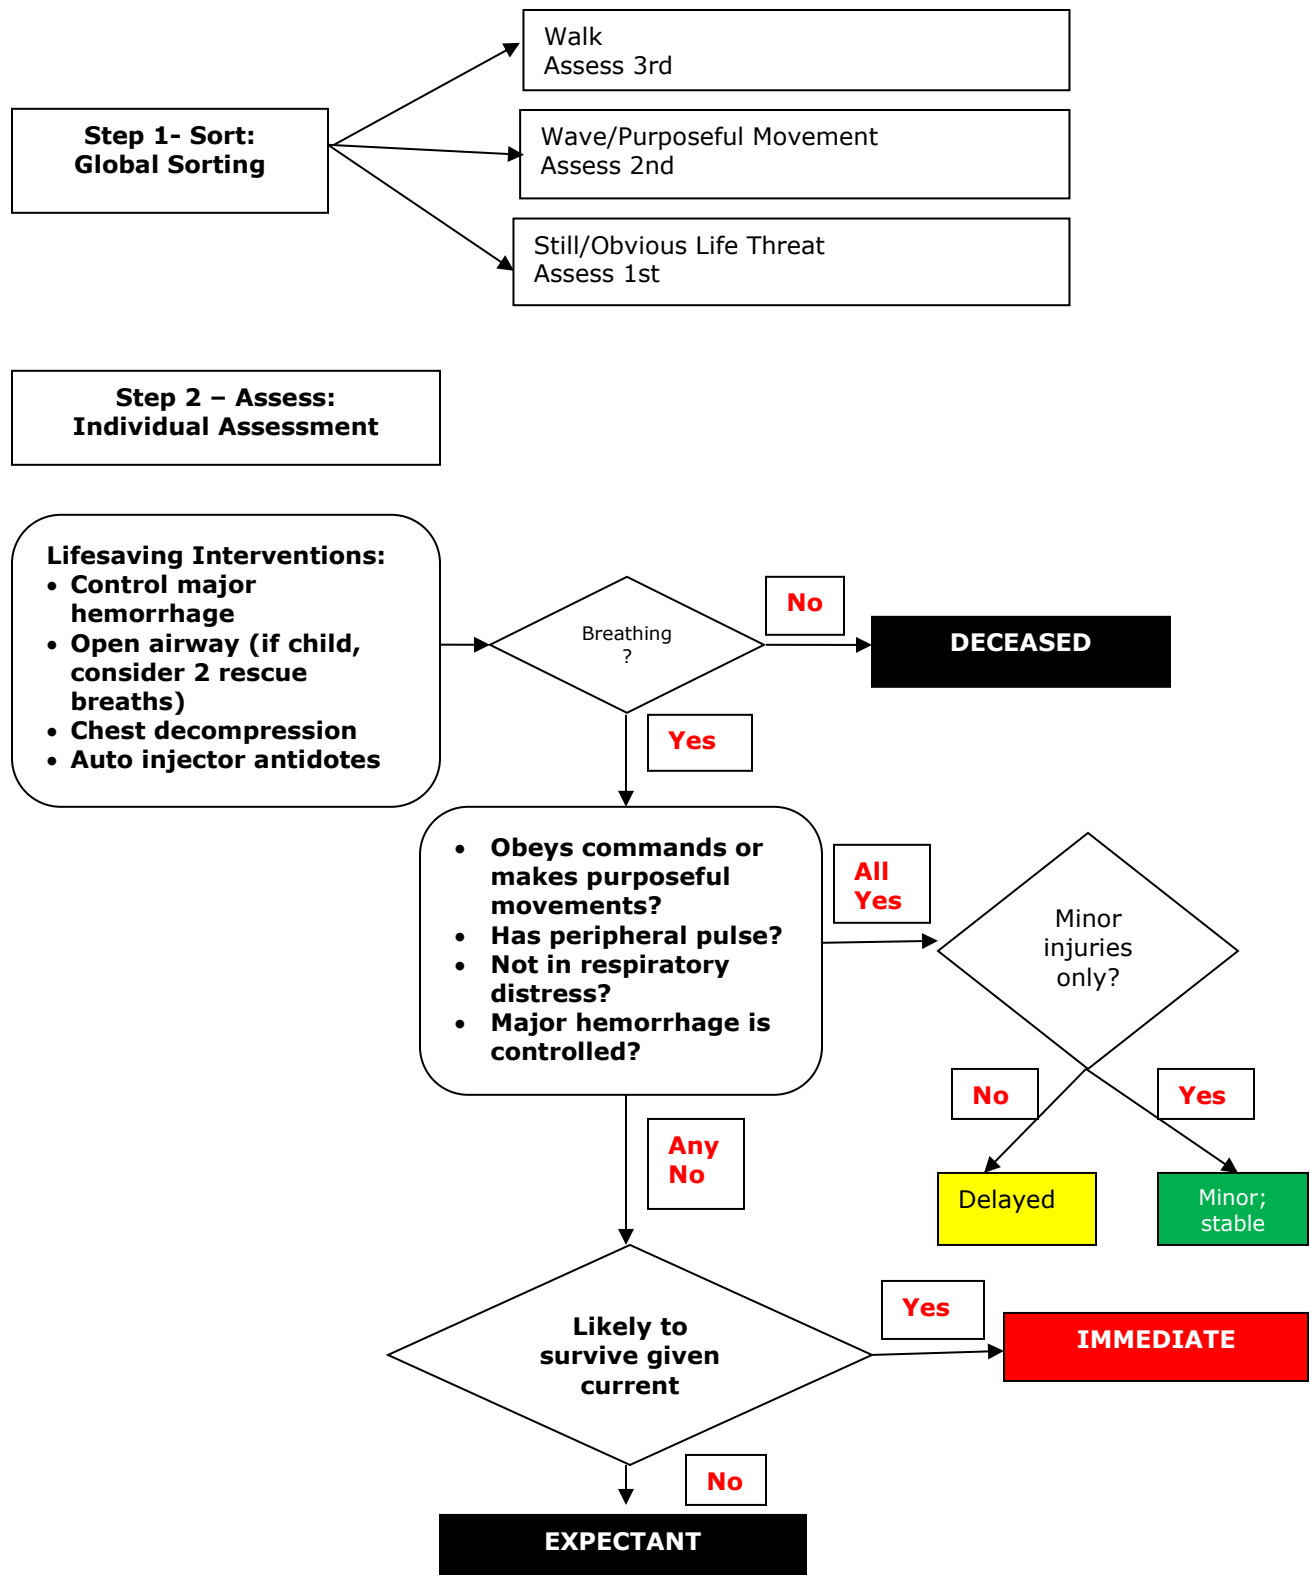 Walk
Assess 3rd
Step 1- Sort:
Global Sorting
Wave/Purposeful Movement
Assess 2nd
Still/Obvious Life Threat
Assess 1st
Step 2 – Assess:
Individual Assessment
Lifesaving Interventions:
• Control major
hemorrhage
• Open airway (if child,
consider 2 rescue
breaths)
• Chest decompression
• Auto injector antidotes
Breathing
?
No
DECEASED
Yes
• Obeys commands or
makes purposeful
movements?
• Has peripheral pulse?
• Not in respiratory
distress?
• Major hemorrhage is
controlled?
All
Yes
Minor
injuries
only?
No
Yes
Delayed
Minor;
stable
Any
No
Likely to
survive given
current
Yes
IMMEDIATE
No
EXPECTANT